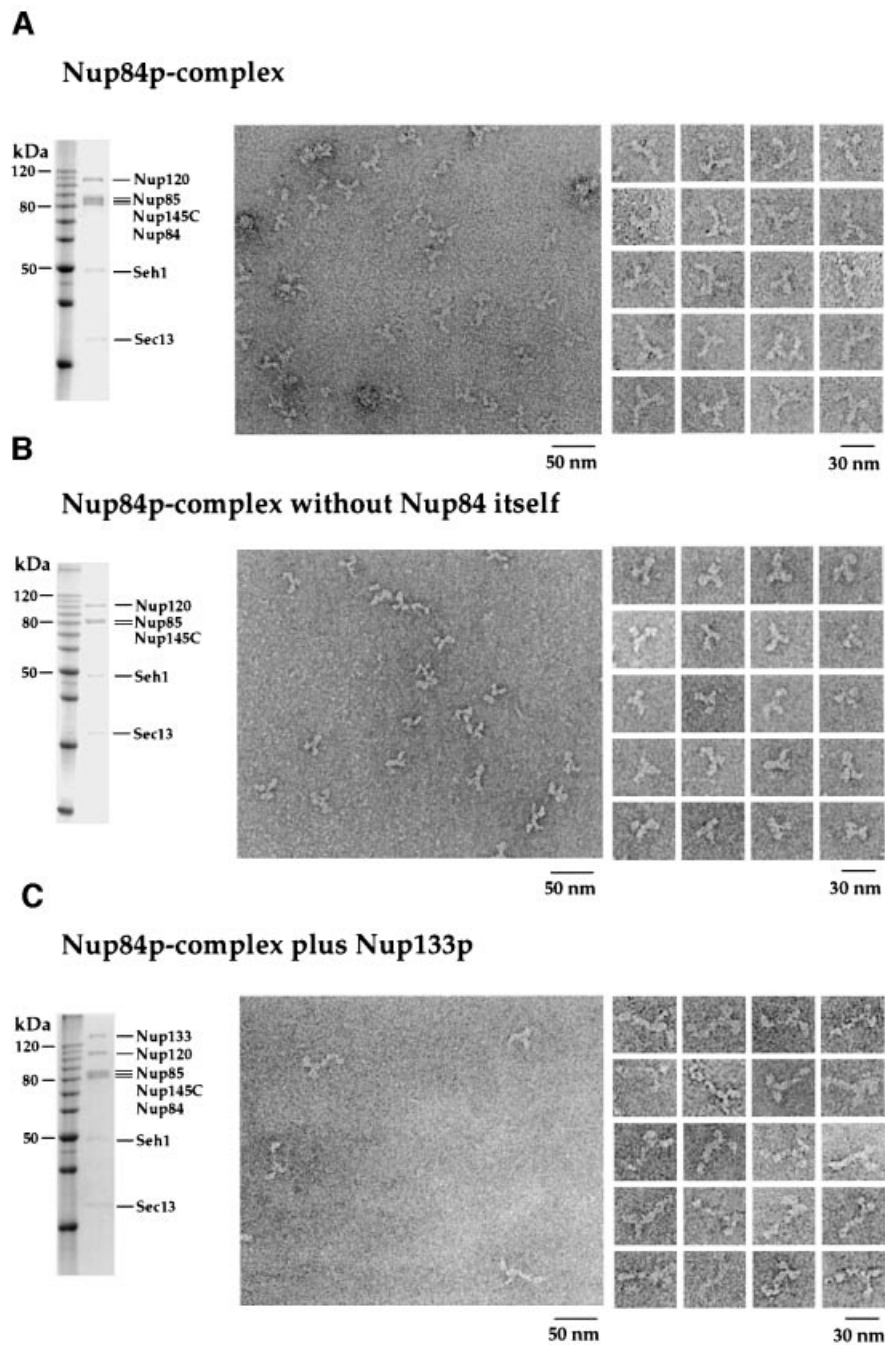 A
Nup84p-complex
kDa
120
Nup120
80
Nup85
Nup145C
Nup84
50
Seh1
Sec13
50 nm
30 nm
B
Nup84p-complex without Nup84 itself
kDa
120
Nup120
80
Nup85
Nup145C
50
Seh1
Sec13
50 nm
30 nm
C
Nup84p-complex plus Nup133p
kDa
Nup133
120
Nup120
80
Nup85
Nup145C
Nup84
50
Seh1
Sec13
50 nm
30 nm